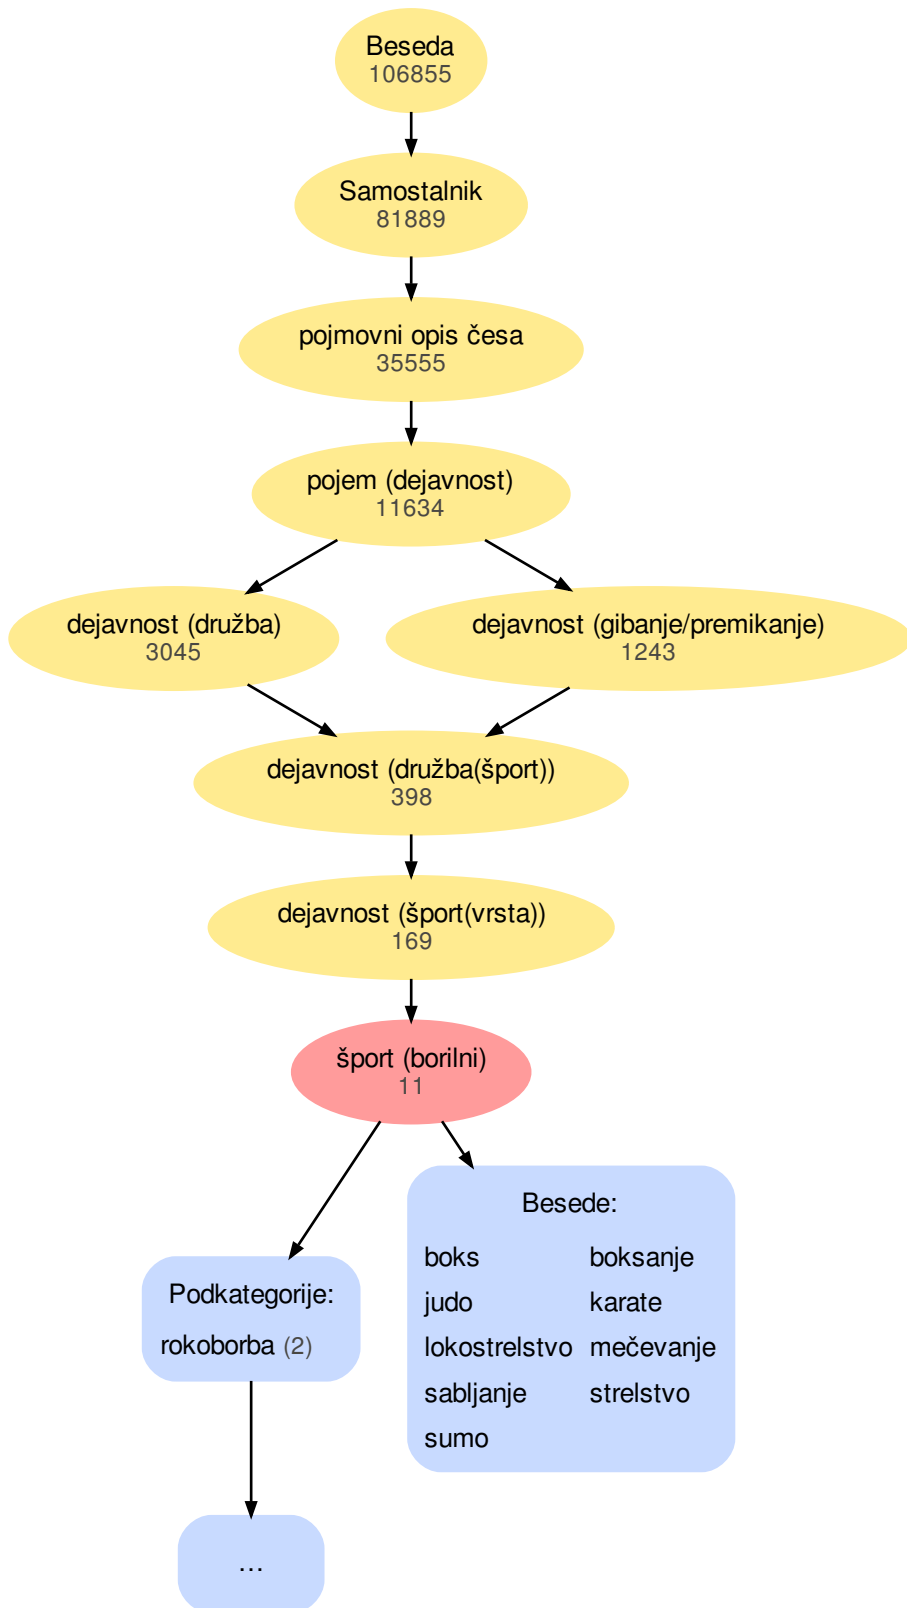 Beseda
106855
Samostalnik
81889
pojmovni opis česa
35555
pojem (dejavnost)
11634
dejavnost (družba)
3045
dejavnost (gibanje/premikanje)
1243
dejavnost (družba(šport))
398
dejavnost (šport(vrsta))
169
šport (borilni)
11
Podkategorije:
rokoborba (2)
…
Besede:
boks boksanje
judo karate
lokostrelstvo mečevanje
sabljanje strelstvo
sumo